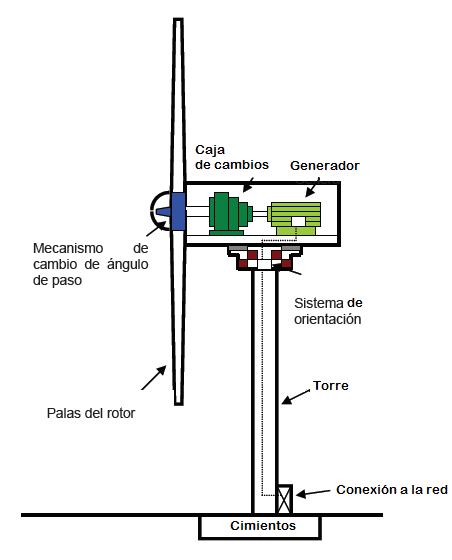 Caja
de cambios
Generador
Mecanismo de
cambio de ángulo
de paso
Sistema de
orientación
Palas del rotor
Torre
Conexión a la red
Cimientos